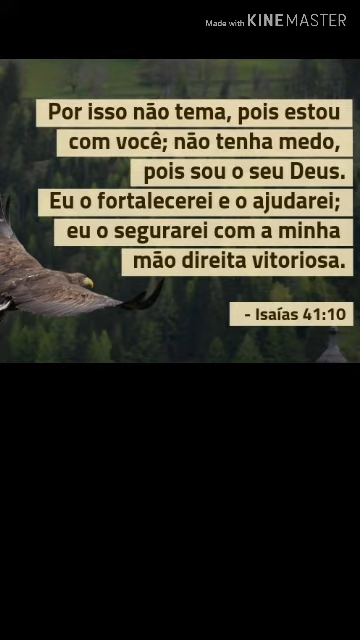 Made with KINEMASTER
Por isso não tema, pois estou
com você; não tenha medo,
pois sou o seu Deus.
Eu o fortalecerei e o ajudarei;
eu o segurarei com a minha
mão direita vitoriosa.
- Isaías 41:10